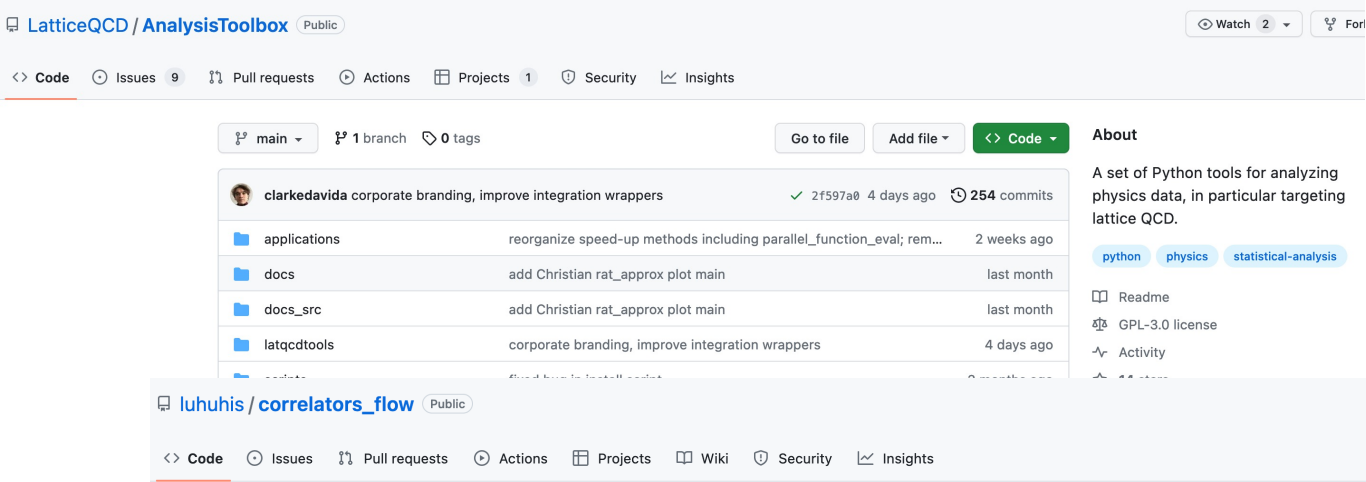 LatticeQCD / AnalysisToolbox Public Watch 2
Code Issues 9 Pull requests Actions Projects 1 Security Insights
main 1 branch 0 tags Go to file Add file Code
About
A set of Python tools for analyzing
physics data, in particular targeting
lattice QCD.
python physics statistical-analysis
Readme
GPL-3.0 license
Activity
clarkedavida corporate branding, improve integration wrappers 2f597a0 4 days ago 254 commits
applications reorganize speed-up methods including parallel_function_eval; rem... 2 weeks ago
docs add Christian rat_approx plot main last month
docs_src add Christian rat_approx plot main last month
latqcdtools corporate branding, improve integration wrappers 4 days ago
luhuhis / correlators_flow Public
Code Issues Pull requests Actions Projects Wiki Security Insights